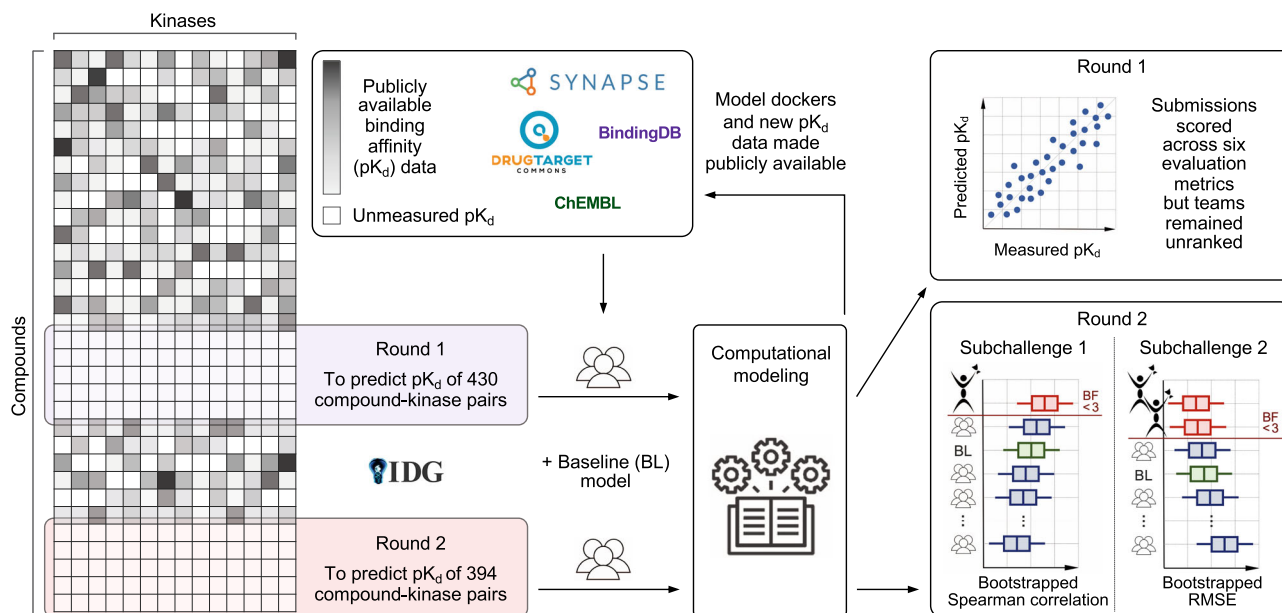 Kinases
Compounds
Publicly
available
binding
affinity
(pKd) data
Unmeasured pKd
SYNAPSE
DRUGTARGET
COMMONS
BindingDB
ChEMBL
Model dockers
and new pKd
data made
publicly available
Round 1
To predict pKd of 430
compound-kinase pairs
IDG
+ Baseline (BL)
model
Round 2
To predict pKd of 394
compound-kinase pairs
Computational
modeling
Round 1
Predicted pKd
Measured pKd
Submissions
scored
across six
evaluation
metrics
but teams
remained
unranked
Round 2
Subchallenge 1
BF
<3
BL
Bootstrapped
Spearman correlation
Subchallenge 2
BF
<3
BL
Bootstrapped
RMSE